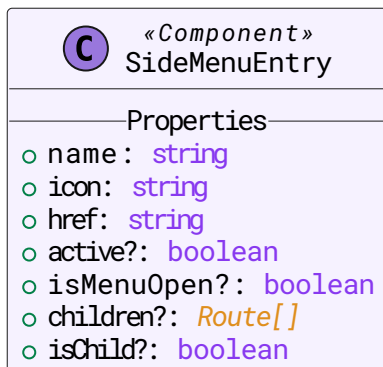 C
«Component»
SideMenuEntry
Properties
name: string
icon: string
href: string
active?: boolean
isMenuOpen?: boolean
children?: Route[]
isChild?: boolean